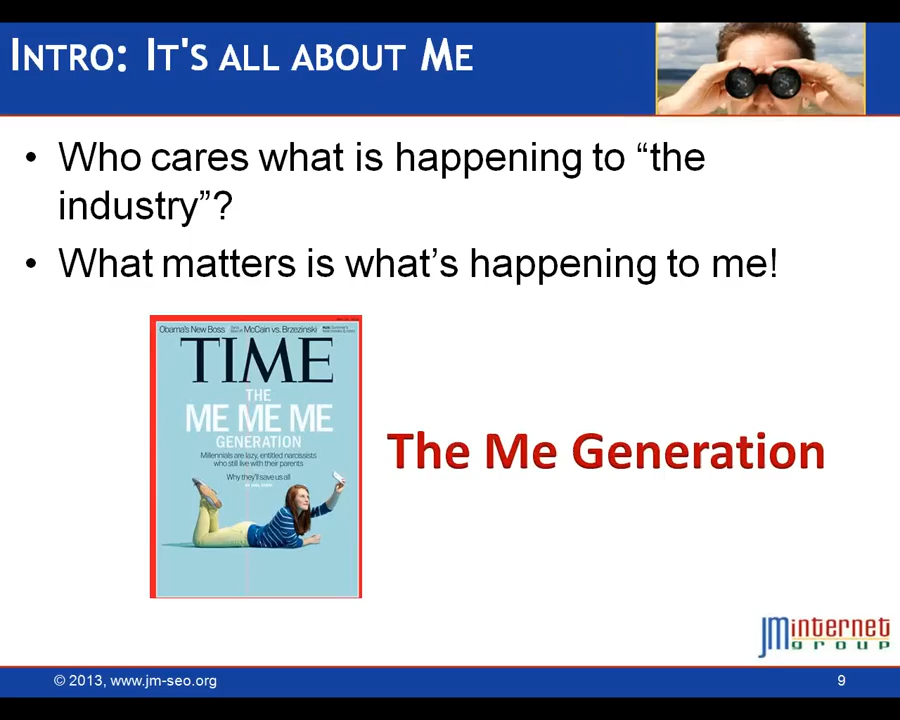 INTRO: IT'S ALL ABOUT ME
• Who cares what is happening to “the
industry”?
• What matters is what’s happening to me!
Obama's New Boss
McCain vs. Brzezinski
TIME
THE
ME ME ME
GENERATION
Millennials are lazy, entitled narcissists
who still live with their parents
Why they'll save us all
The Me Generation
JMinternet
group
© 2013, www.jm-seo.org
9